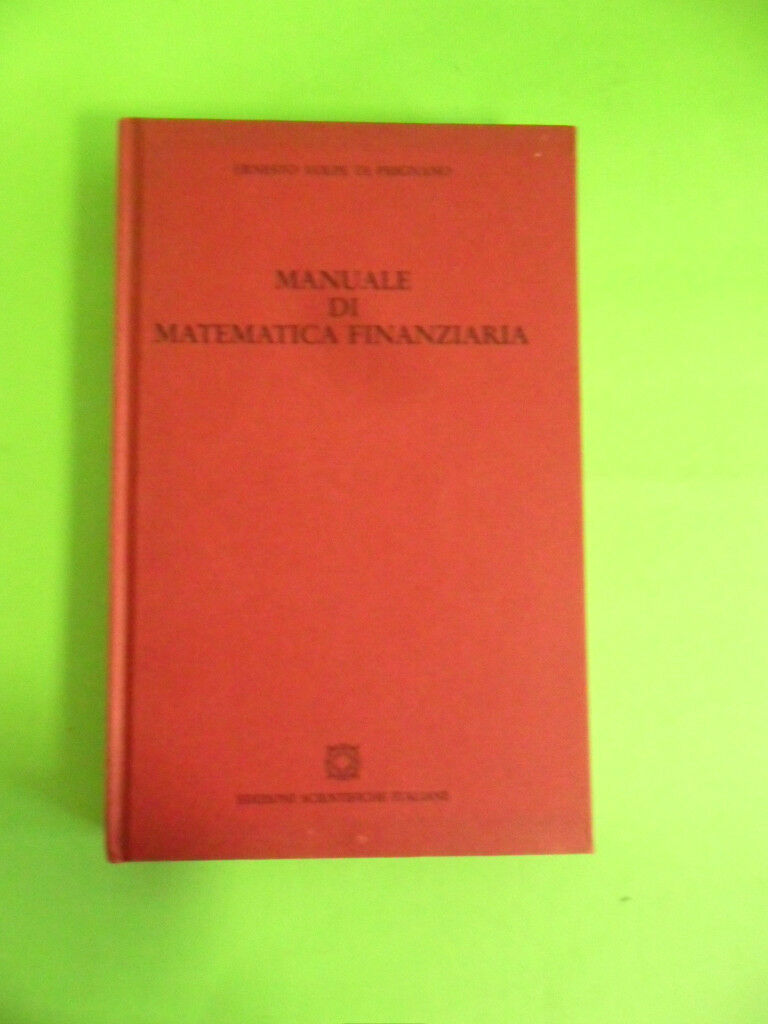 ERNESTO VOLPE DI PRIGNANO
MANUALE
DI
MATEMATICA FINANZIARIA
EDIZIONI SCIENTIFICHE ITALIANE